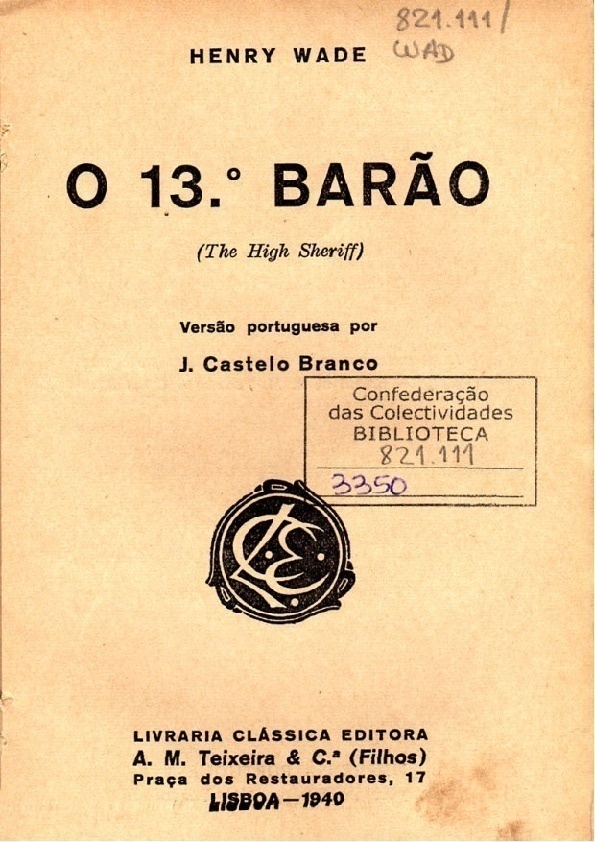 821.111/
WAD
HENRY WADE
O 13.º BARÃO
(The High Sheriff)
Versão portuguesa por
J. Castelo Branco
Confederação
das Colectividades
BIBLIOTECA
821.111
3350
LCE
LIVRARIA CLÁSSICA EDITORA
A. M. Teixeira & C.ª (Filhos)
Praça dos Restauradores, 17
LISBOA—1940